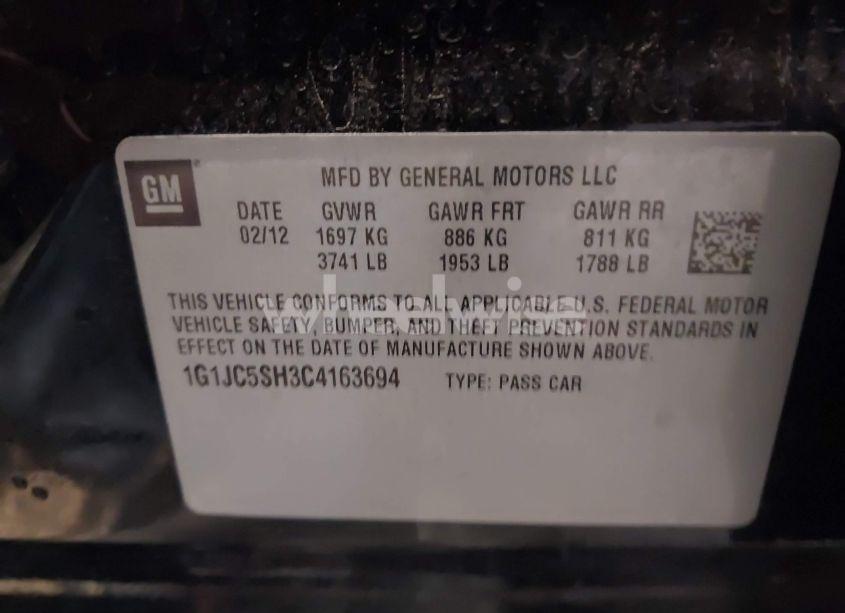 GM
MFD BY GENERAL MOTORS LLC
DATE GVWR GAWR FRT GAWR RR
02/12 1697 KG 886 KG 811 KG
3741 LB 1953 LB 1788 LB
THIS VEHICLE CONFORMS TO ALL APPLICABLE U.S. FEDERAL MOTOR
VEHICLE SAFETY, BUMPER, AND THEFT PREVENTION STANDARDS IN
EFFECT ON THE DATE OF MANUFACTURE SHOWN ABOVE.
1G1JC5SH3C4163694 TYPE: PASS CAR
wheelwise